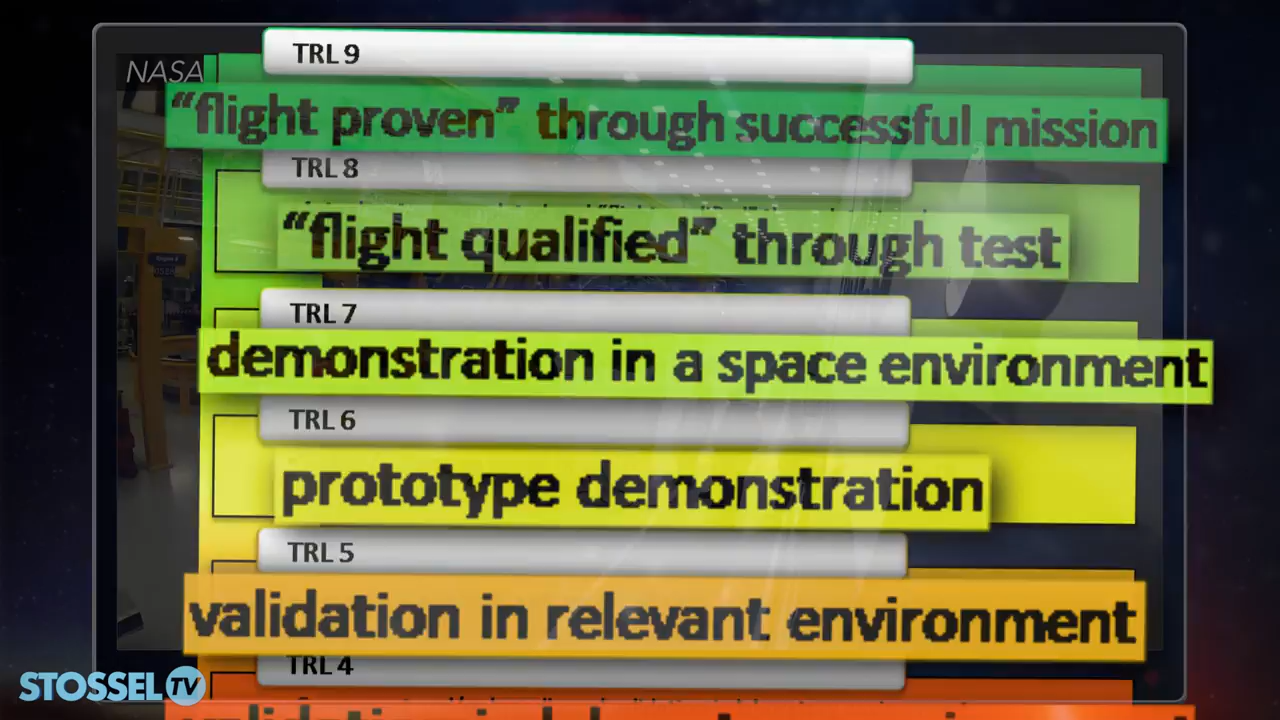 TRL 9
NASA
“flight proven” through successful mission
TRL 8
“flight qualified” through test
TRL 7
demonstration in a space environment
TRL 6
prototype demonstration
TRL 5
validation in relevant environment
TRL 4
STOSSEL TV